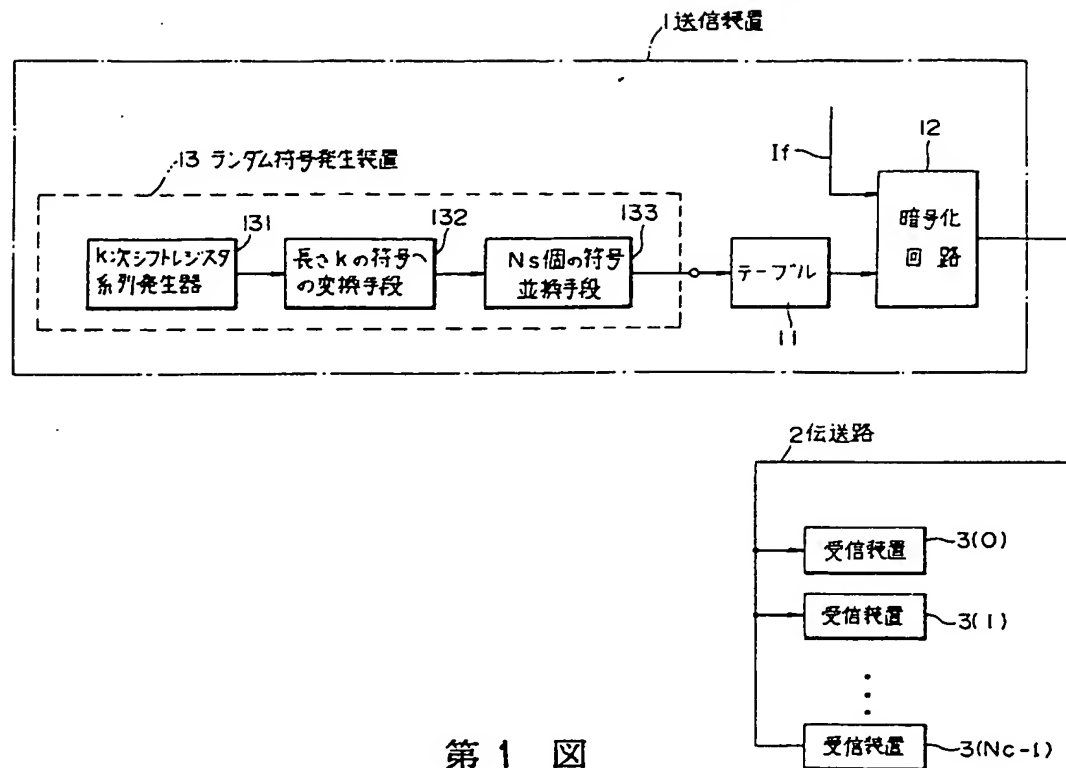 1送信装置
13 ランダム符号発生装置
If
12
暗号化
回路
131
132
133
k次シフトレジスタ
系列発生器
長さkの符号へ
の変換手段
Ns個の符号
並換手段
テーブル
11
2伝送路
受信装置
3(0)
受信装置
3(1)
受信装置
3(Nc-1)
第1図